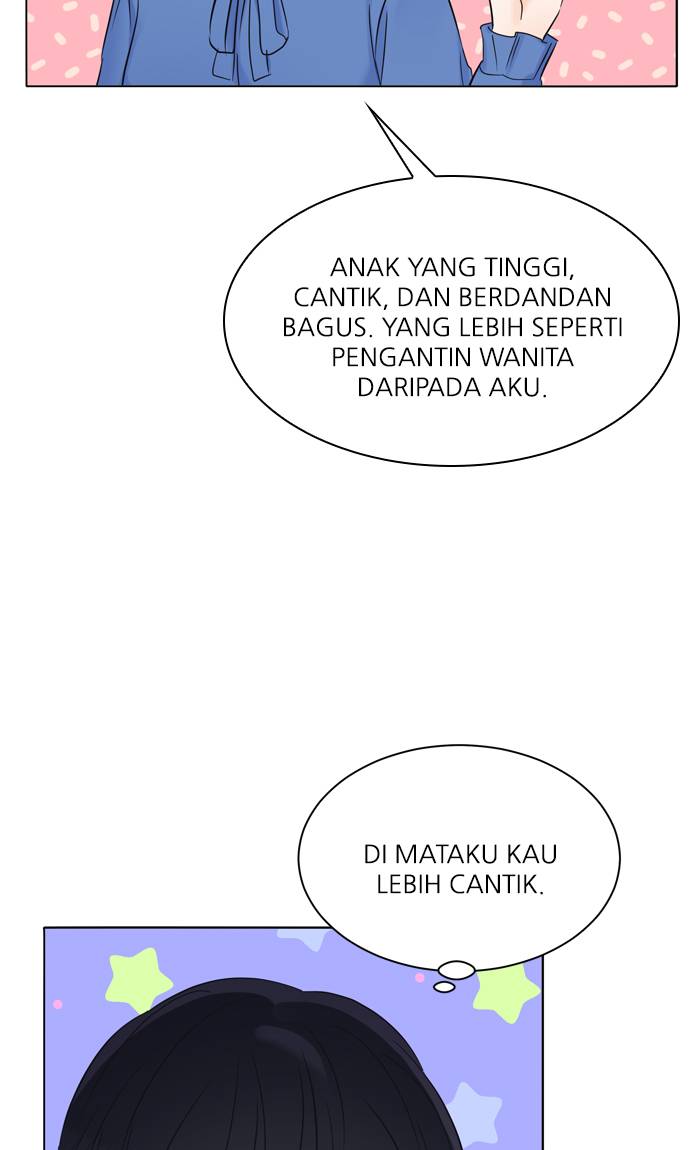 ANAK YANG TINGGI,
CANTIK, DAN BERDANDAN
BAGUS. YANG LEBIH SEPERTI
PENGANTIN WANITA
DARIPADA AKU.
DI MATAKU KAU
LEBIH CANTIK.